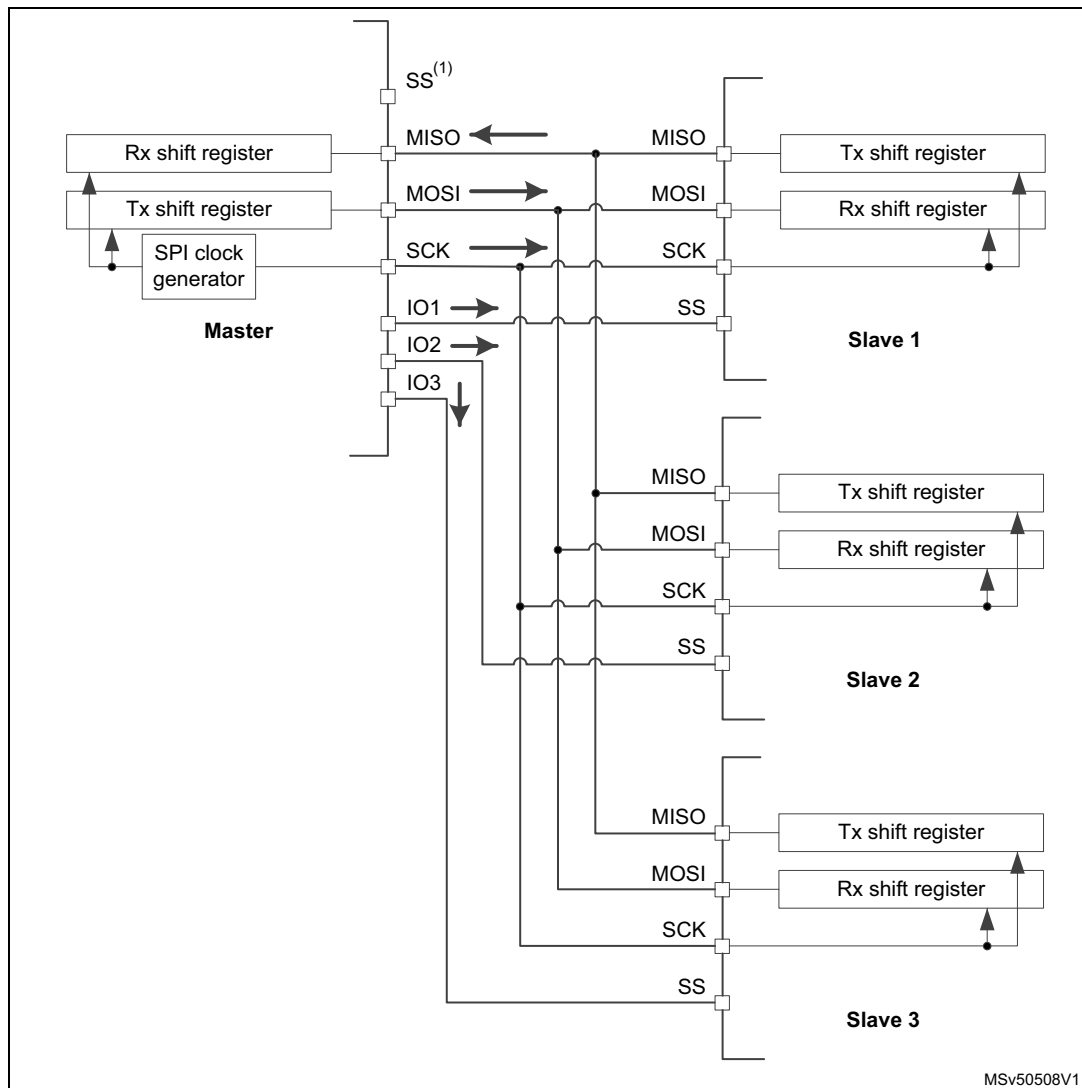 SS(1)
MISO
MISO
Rx shift register
Tx shift register
MOSI
MOSI
Tx shift register
Rx shift register
SCK
SCK
SPI clock
generator
IO1
SS
Master
Slave 1
IO2
IO3
MISO
Tx shift register
MOSI
Rx shift register
SCK
SS
Slave 2
MISO
Tx shift register
MOSI
Rx shift register
SCK
SS
Slave 3
MSv50508V1